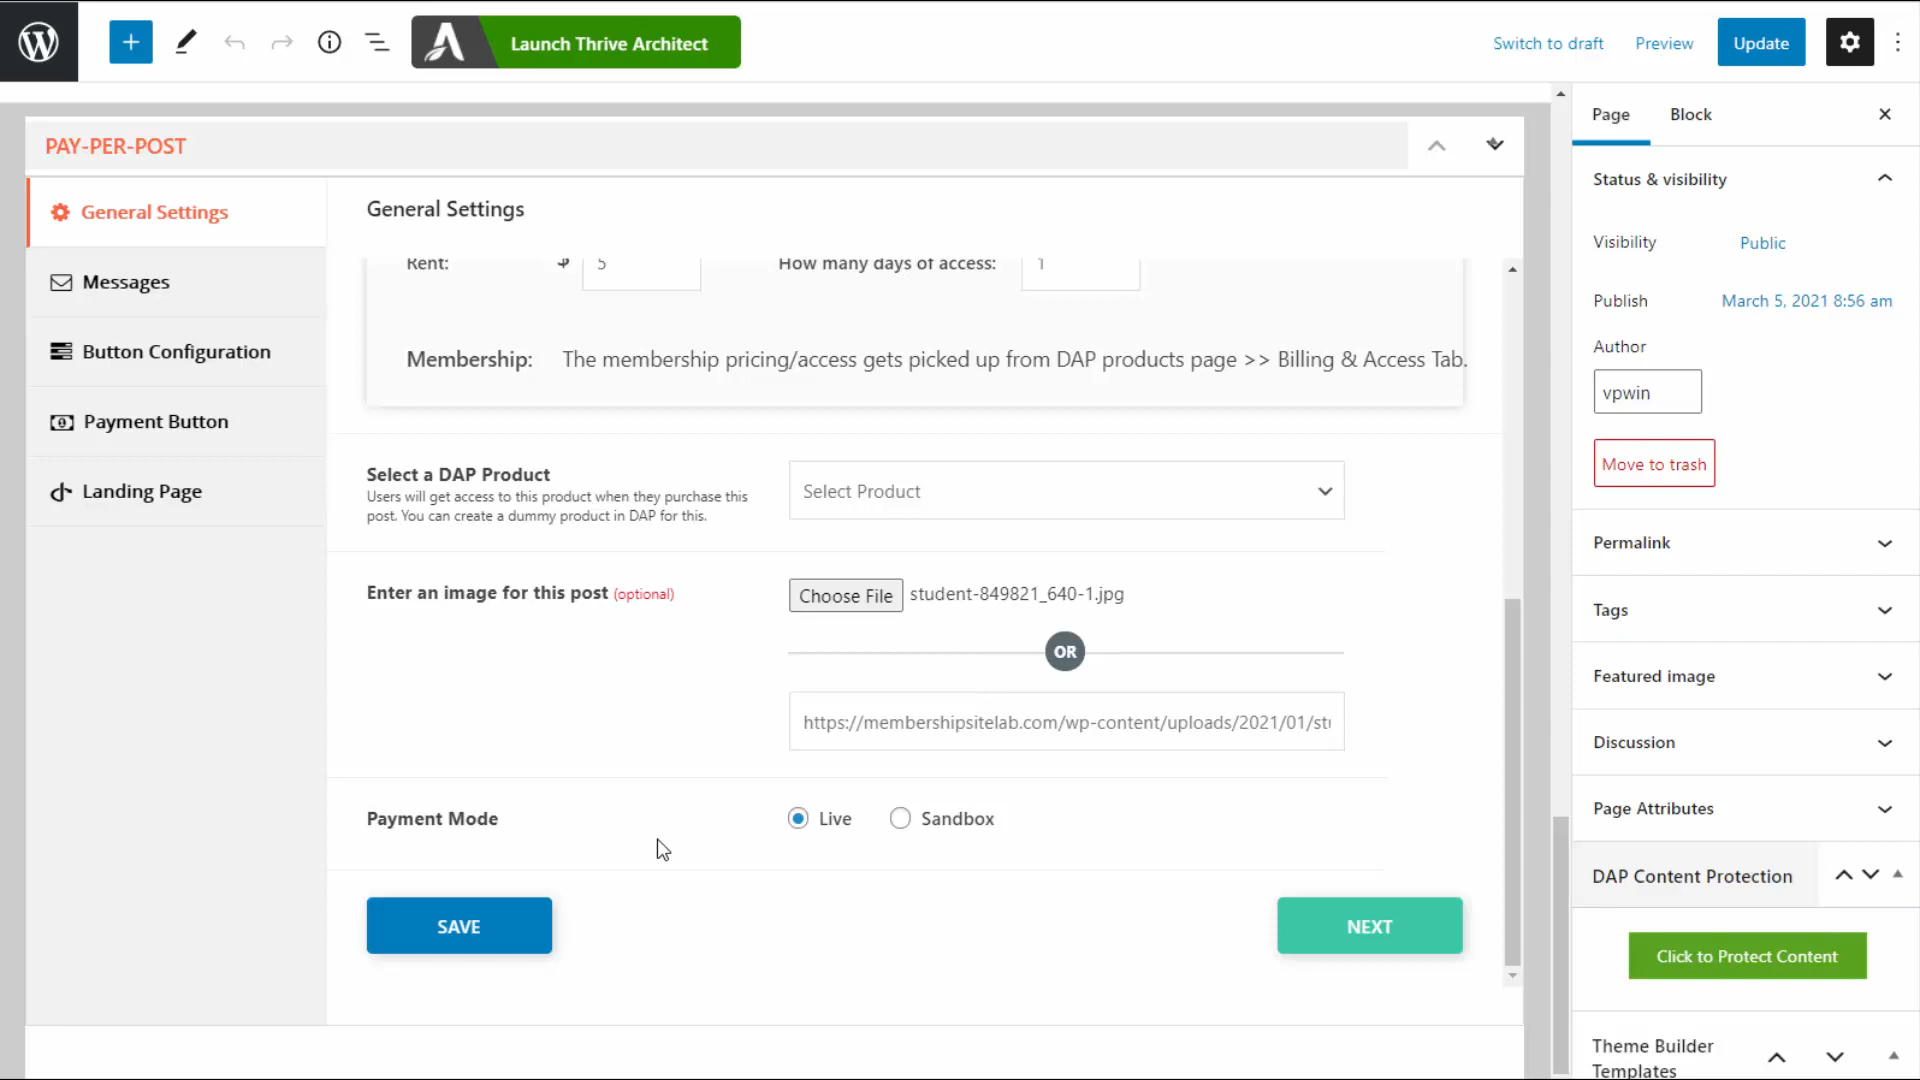 Launch Thrive Architect
Switch to draft
Preview
Update
PAY-PER-POST
General Settings
Messages
Button Configuration
Payment Button
Landing Page
General Settings
Rent: $ 5 How many days of access: 1
Membership: The membership pricing/access gets picked up from DAP products page >> Billing & Access Tab.
Select a DAP Product
Users will get access to this product when they purchase this
post. You can create a dummy product in DAP for this.
Select Product
Enter an image for this post (optional)
Choose File student-849821_640-1.jpg
OR
https://membershipsitelab.com/wp-content/uploads/2021/01/stu
Payment Mode
Live
Sandbox
SAVE
NEXT
Page
Block
Status & visibility
Visibility Public
Publish March 5, 2021 8:56 am
Author
vpwin
Move to trash
Permalink
Tags
Featured image
Discussion
Page Attributes
DAP Content Protection
Click to Protect Content
Theme Builder
Templates